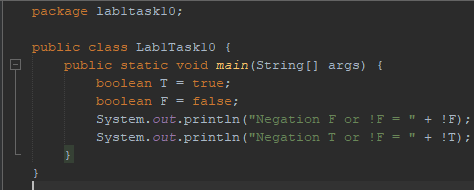 package lab1task10;
public class Lab1Task10 {
public static void main(String[] args) {
boolean T = true;
boolean F = false;
System.out.println("Negation F or !F = " + !F);
System.out.println("Negation T or !F = " + !T);
}
}